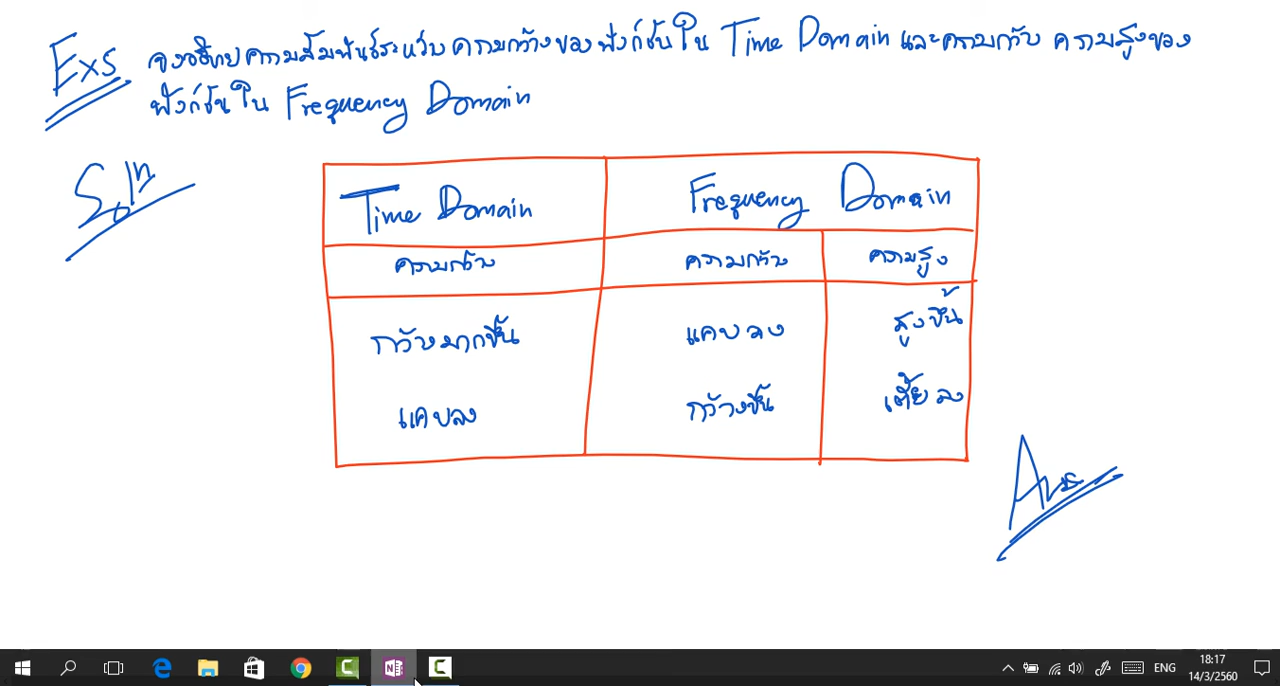 Ex5 จงอธิบายความสัมพันธ์ระหว่าง ความกว้างของฟังก์ชันใน Time Domain และความกว้าง ความสูงของ
ฟังก์ชันใน Frequency Domain
Soln
Time Domain Frequency Domain
ความกว้าง ความกว้าง ความสูง
กว้างมากขึ้น แคบลง สูงขึ้น
แคบลง กว้างขึ้น เตี้ยลง
Ans
ENG
18:17
14/3/2560